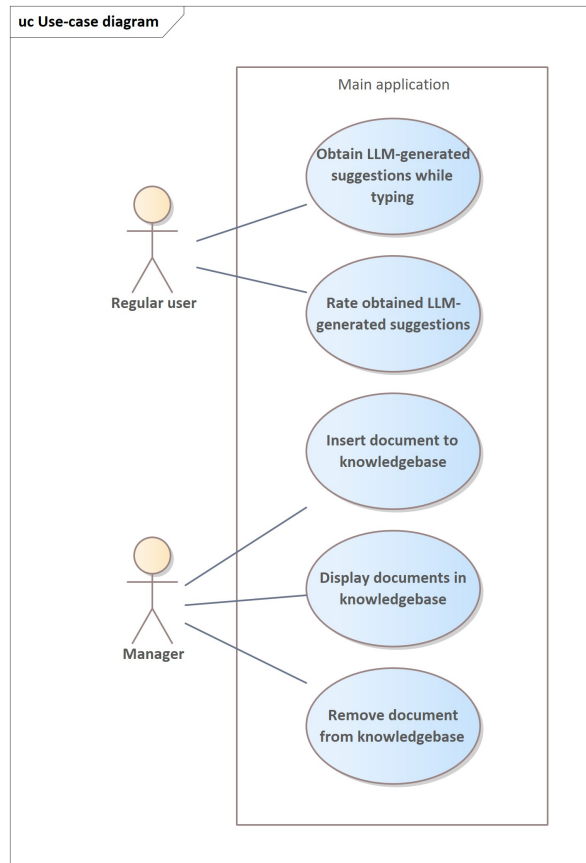 uc Use-case diagram
Main application
Obtain LLM-generated
suggestions while
typing
Regular user
Rate obtained LLM-
generated suggestions
Insert document to
knowledgebase
Manager
Display documents in
knowledgebase
Remove document
from knowledgebase